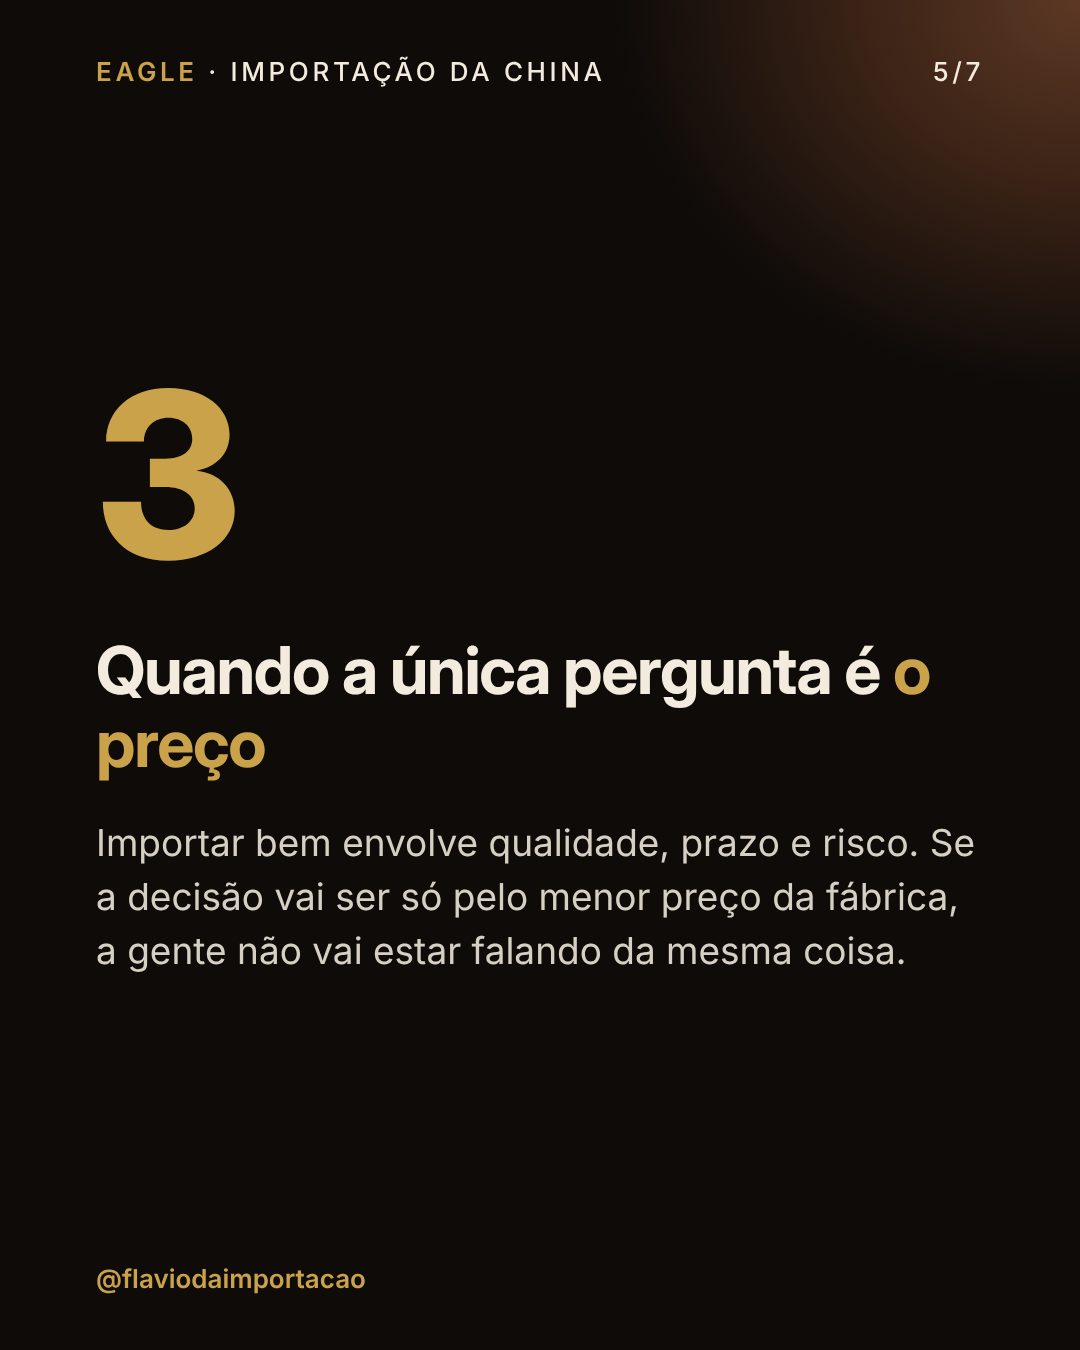 EAGLE · IMPORTAÇÃO DA CHINA
5/7
3
Quando a única pergunta é o
preço
Importar bem envolve qualidade, prazo e risco. Se
a decisão vai ser só pelo menor preço da fábrica,
a gente não vai estar falando da mesma coisa.
@flaviodaimportacao